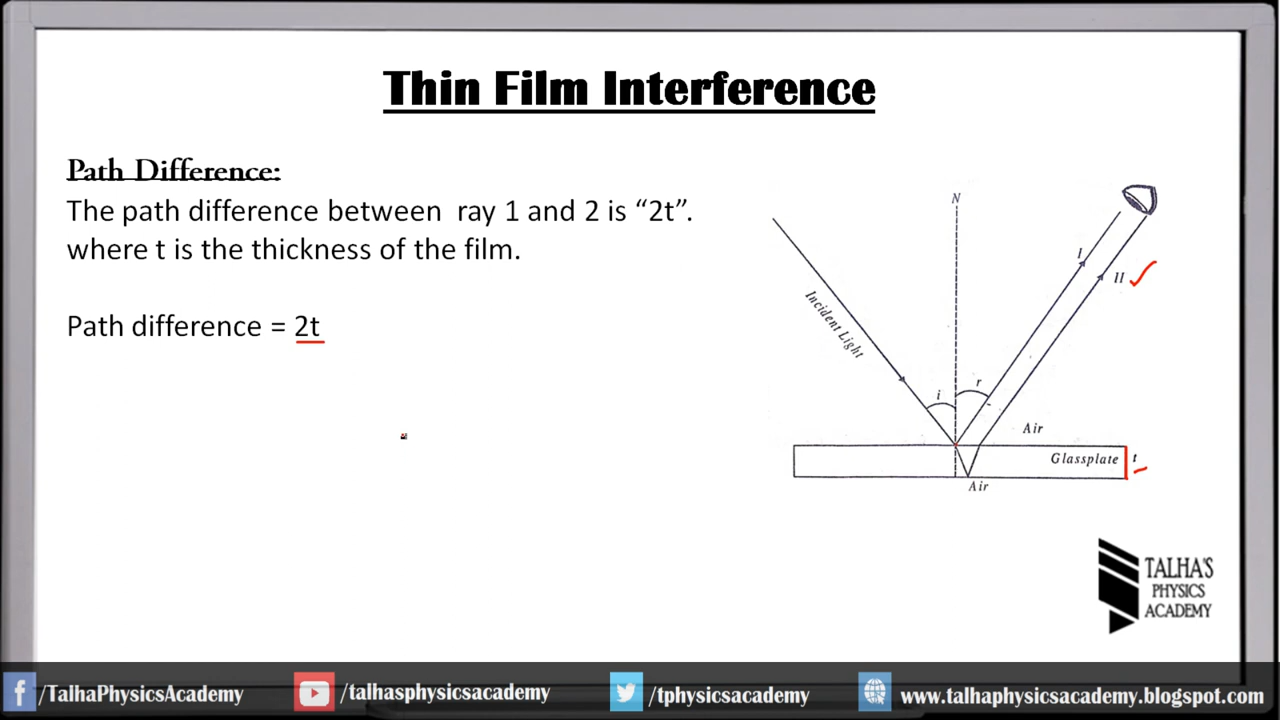 Thin Film Interference
Path Difference:
The path difference between ray 1 and 2 is “2t”.
where t is the thickness of the film.
Path difference = 2t
N
I
II
Incident Light
i
r
Air
Glassplate
t
Air
TALHA'S
PHYSICS
ACADEMY
/TalhaPhysicsAcademy
/talhasphysicsacademy
/tphysicsacademy
www.talhaphysicsacademy.blogspot.com